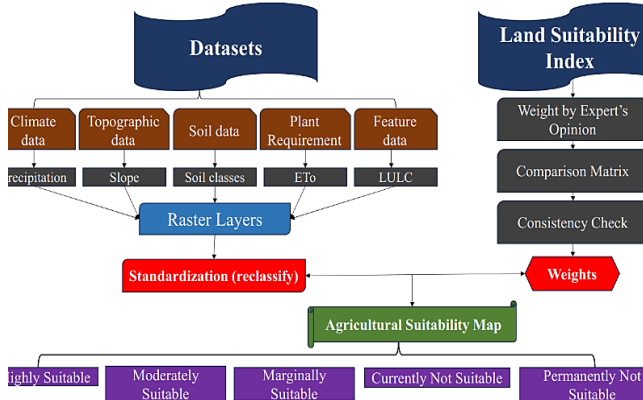 Datasets
Land Suitability
Index
Climate
data
Topographic
data
Soil data
Plant
Requirement
Feature
data
recipitation
Slope
Soil classes
ETo
LULC
Raster Layers
Standardization (reclassify)
Weight by Expert's
Opinion
Comparison Matrix
Consistency Check
Weights
Agricultural Suitability Map
ighly Suitable
Moderately
Suitable
Marginally
Suitable
Currently Not Suitable
Permanently Not
Suitable